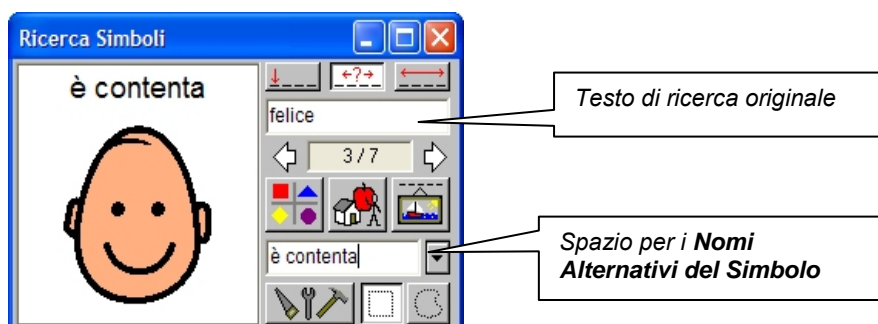 Ricerca Simboli
è contenta
←?→
felice
3 / 7
è contenta
Testo di ricerca originale
Spazio per i Nomi
Alternativi del Simbolo